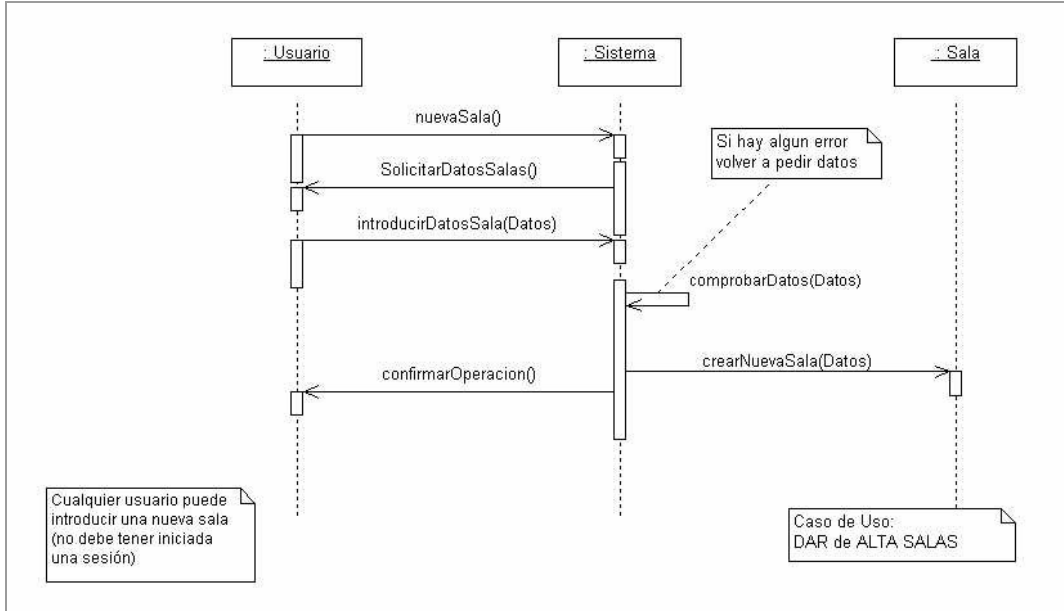 : Usuario
: Sistema
: Sala
nuevaSala()
Si hay algun error
volver a pedir datos
SolicitarDatosSalas()
introducirDatosSala(Datos)
comprobarDatos(Datos)
crearNuevaSala(Datos)
confirmarOperacion()
Cualquier usuario puede
introducir una nueva sala
(no debe tener iniciada
una sesión)
Caso de Uso:
DAR de ALTA SALAS